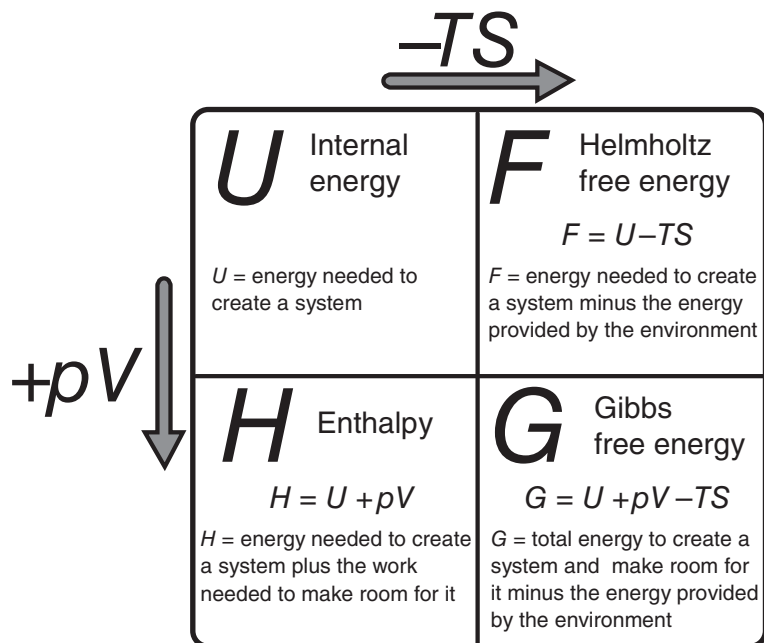 –TS
U Internal
energy
U = energy needed to
create a system
F Helmholtz
free energy
F = U–TS
F = energy needed to create
a system minus the energy
provided by the environment
+pV
H Enthalpy
H = U +pV
H = energy needed to create
a system plus the work
needed to make room for it
G Gibbs
free energy
G = U +pV –TS
G = total energy to create a
system and make room for
it minus the energy provided
by the environment